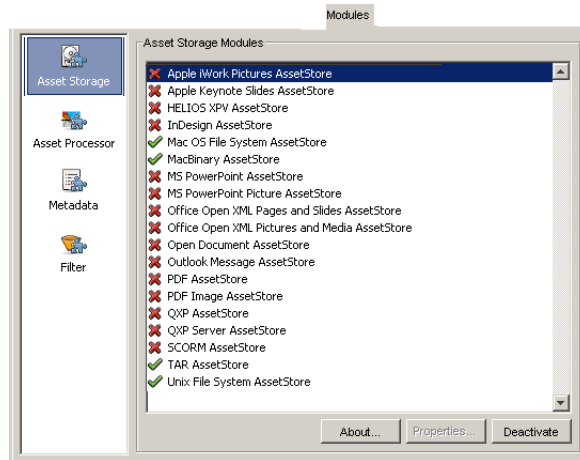 Modules
Asset Storage
Asset Processor
Metadata
Filter
Asset Storage Modules
Apple iWork Pictures AssetStore
Apple Keynote Slides AssetStore
HELIOS XPV AssetStore
InDesign AssetStore
Mac OS File System AssetStore
MacBinary AssetStore
MS PowerPoint AssetStore
MS PowerPoint Picture AssetStore
Office Open XML Pages and Slides AssetStore
Office Open XML Pictures and Media AssetStore
Open Document AssetStore
Outlook Message AssetStore
PDF AssetStore
PDF Image AssetStore
QXP AssetStore
QXP Server AssetStore
SCORM AssetStore
TAR AssetStore
Unix File System AssetStore
About... Properties... Deactivate